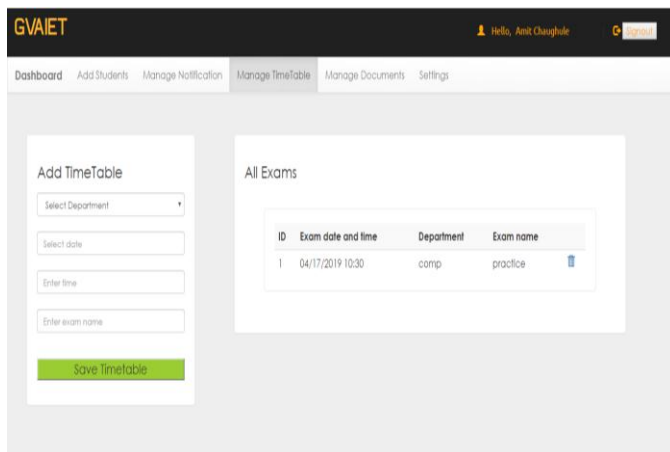 GVAIET
Hello, Amit Chaughule Signout
Dashboard Add Students Manage Notification Manage TimeTable Manage Documents Settings
Add TimeTable
Select Department
Select date
Enter time
Enter exam name
Save Timetable
All Exams
ID Exam date and time Department Exam name
1 04/17/2019 10:30 comp practice